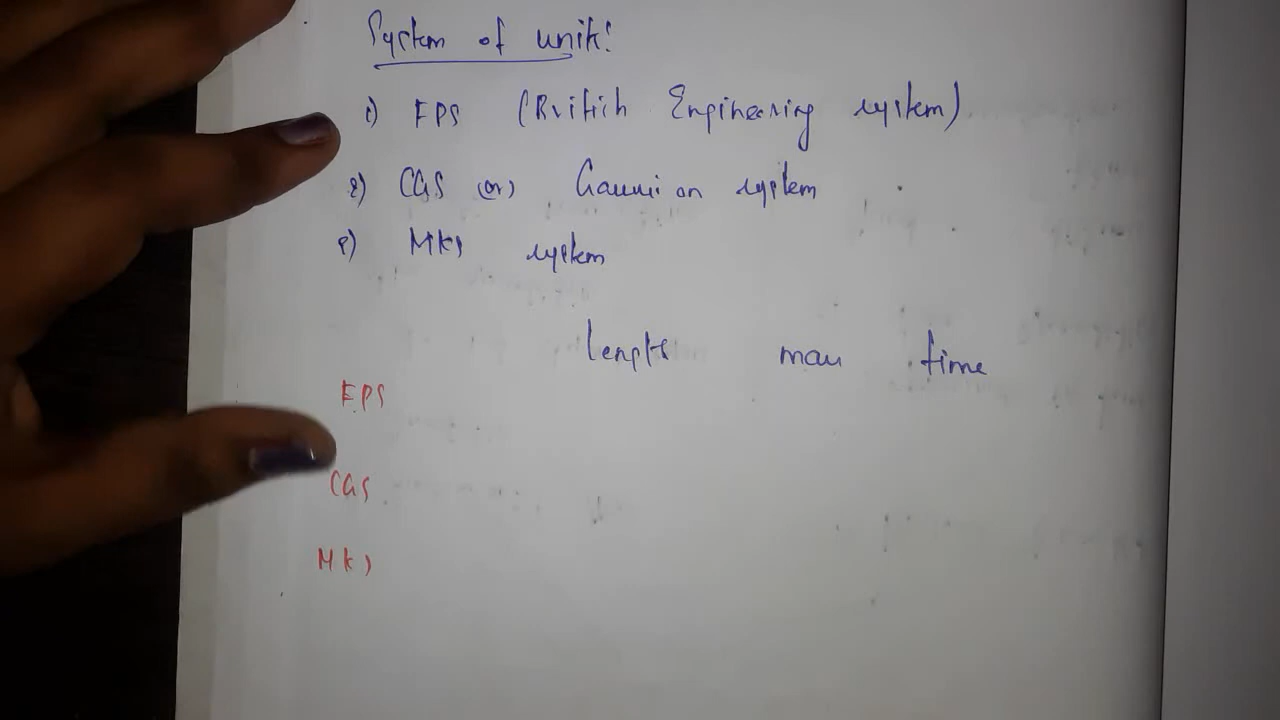 System of units:
1) FPS (British Engineering system)
2) CGS (or) Gaussian system
3) MKS system
length mass time
FPS
CGS
MKS